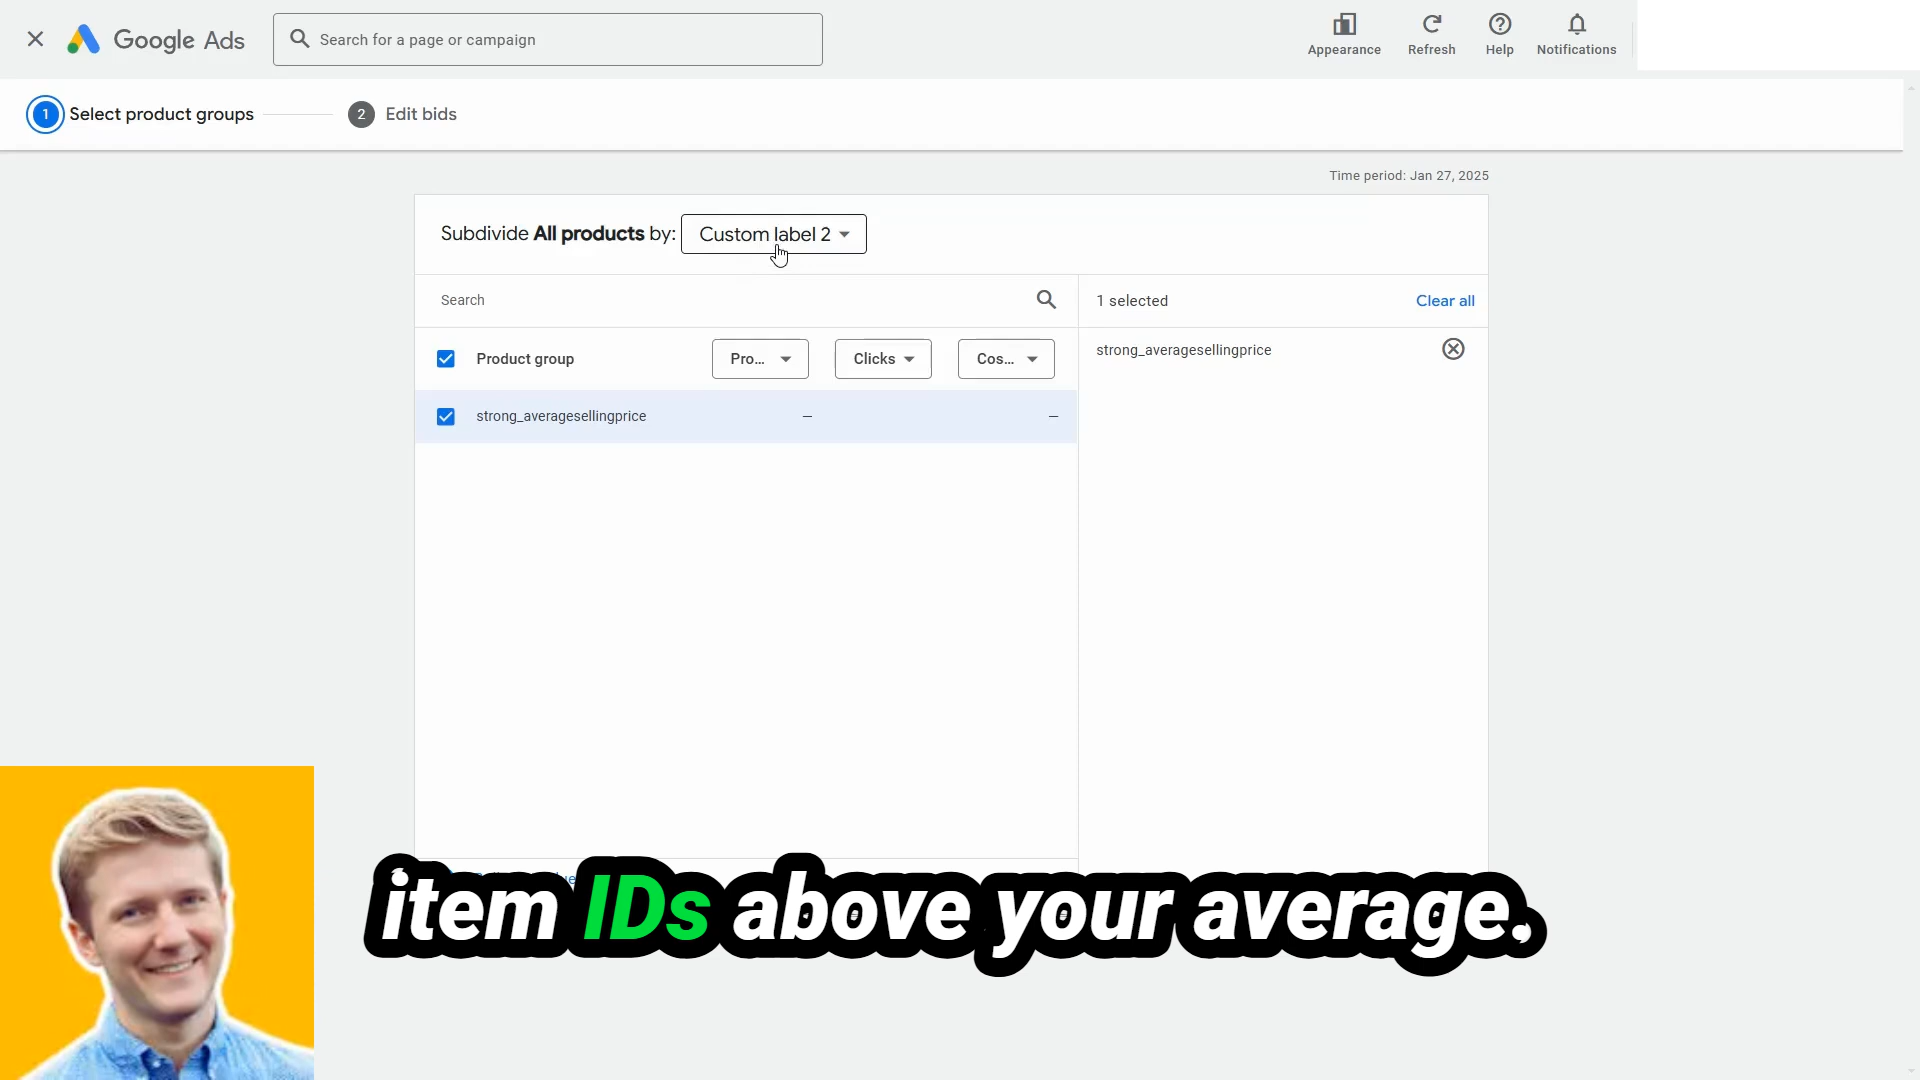 Google Ads
Search for a page or campaign
Appearance
Refresh
Help
Notifications
1 Select product groups
2 Edit bids
Time period: Jan 27, 2025
Subdivide All products by: Custom label 2
Search
1 selected
Clear all
Product group
Pro...
Clicks
Cos...
strong_averagesellingprice
strong_averagesellingprice — —
item IDs above your average.